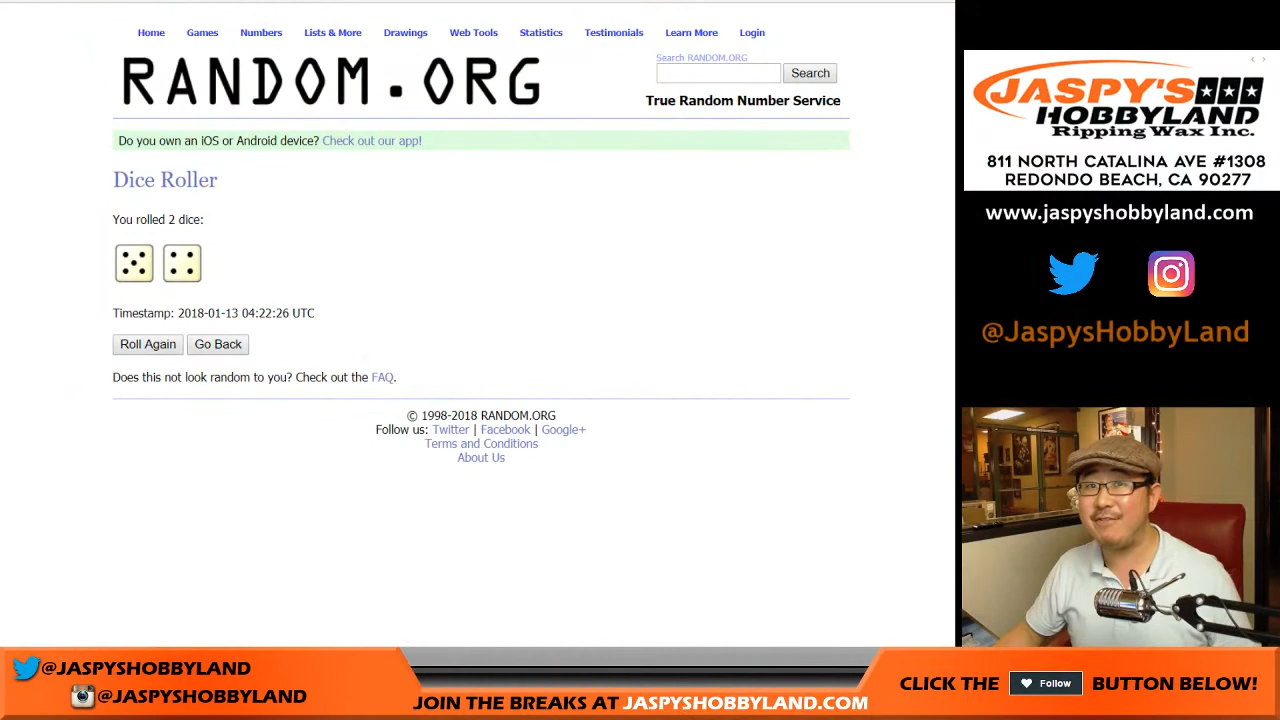 Home Games Numbers Lists & More Drawings Web Tools Statistics Testimonials Learn More Login
RANDOM.ORG
Search RANDOM.ORG
Search
True Random Number Service
Do you own an iOS or Android device? Check out our app!
Dice Roller
You rolled 2 dice:
Timestamp: 2018-01-13 04:22:26 UTC
Roll Again Go Back
Does this not look random to you? Check out the FAQ.
© 1998-2018 RANDOM.ORG
Follow us: Twitter | Facebook | Google+
Terms and Conditions
About Us
JASPY'S
HOBBYLAND
Ripping Wax Inc.
811 NORTH CATALINA AVE #1308
REDONDO BEACH, CA 90277
www.jaspyshobbyland.com
@JaspysHobbyLand
@JASPYSHOBBYLAND
@JASPYSHOBBYLAND
JOIN THE BREAKS AT JASPYSHOBBYLAND.COM
CLICK THE Follow BUTTON BELOW!